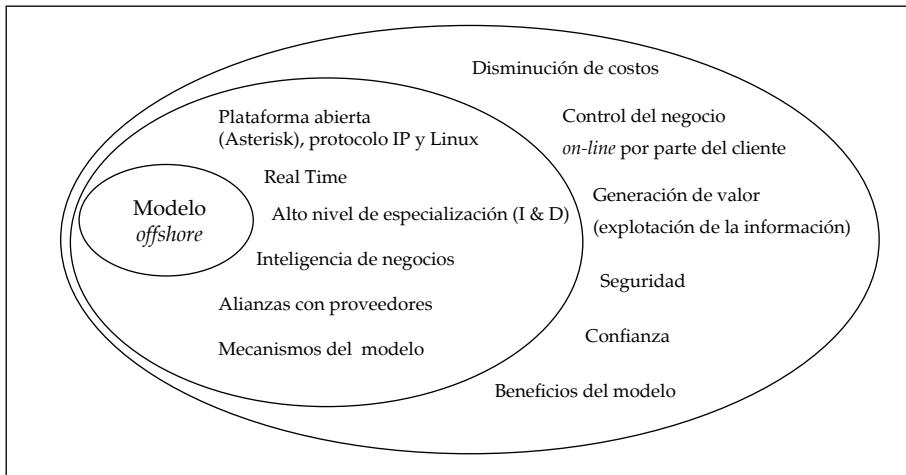 Modelo
offshore
Plataforma abierta
(Asterisk), protocolo IP y Linux
Real Time
Alto nivel de especialización (I & D)
Inteligencia de negocios
Alianzas con proveedores
Mecanismos del modelo
Disminución de costos
Control del negocio
on-line por parte del cliente
Generación de valor
(explotación de la información)
Seguridad
Confianza
Beneficios del modelo